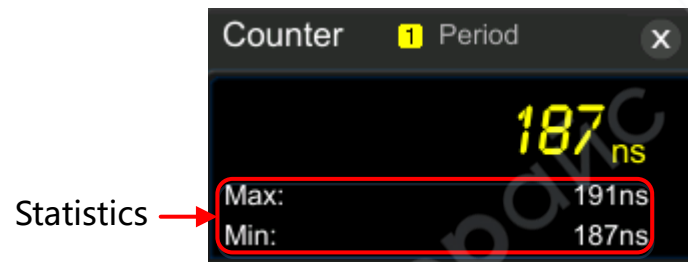 Counter 1 Period X
187 ns
Statistics
Max: 191ns
Min: 187ns